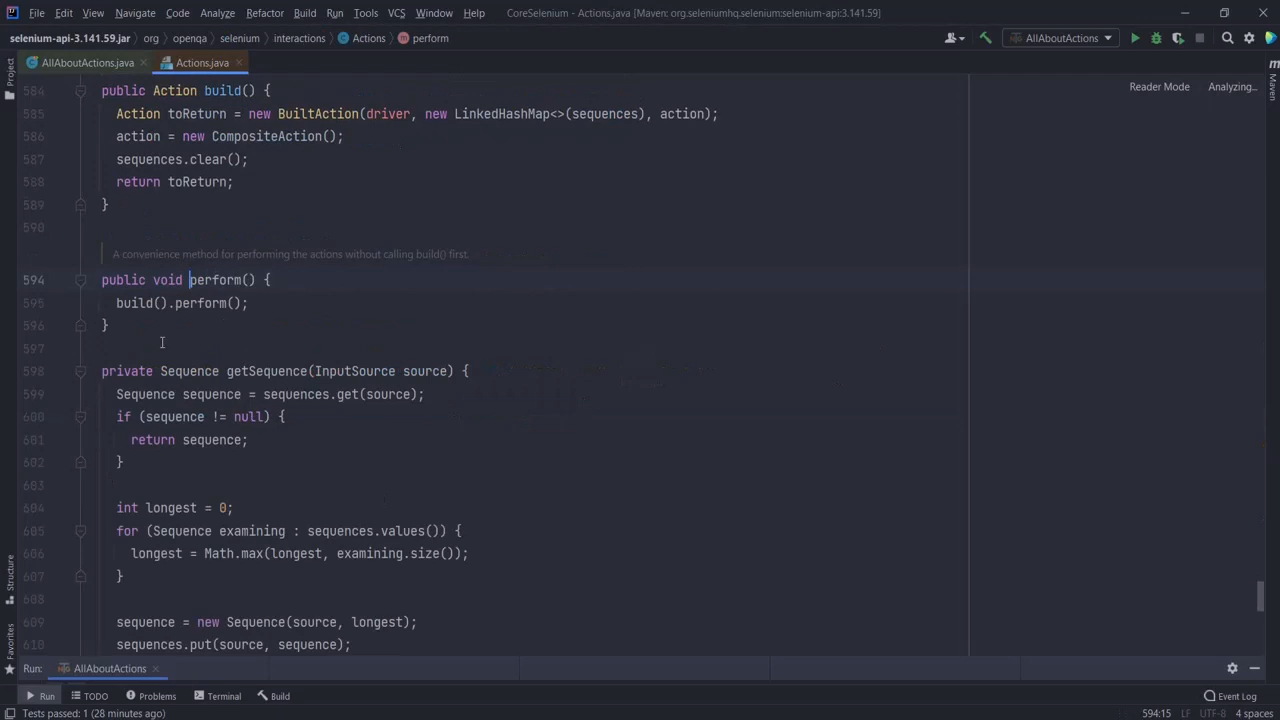 File Edit View Navigate Code Analyze Refactor Build Run Tools VCS Window Help CoreSelenium - Actions.java [Maven: org.seleniumhq.selenium:selenium-api:3.141.59]
selenium-api-3.141.59.jar org openqa selenium interactions Actions perform AllAboutActions
AllAboutActions.java Actions.java
Project
Maven
Reader Mode Analyzing...
584 public Action build() {
585 Action toReturn = new BuiltAction(driver, new LinkedHashMap<>(sequences), action);
586 action = new CompositeAction();
587 sequences.clear();
588 return toReturn;
589 }
590
A convenience method for performing the actions without calling build() first.
594 public void perform() {
595 build().perform();
596 }
597
598 private Sequence getSequence(InputSource source) {
599 Sequence sequence = sequences.get(source);
600 if (sequence != null) {
601 return sequence;
602 }
603
604 int longest = 0;
605 for (Sequence examining : sequences.values()) {
606 longest = Math.max(longest, examining.size());
607 }
608
609 sequence = new Sequence(source, longest);
610 sequences.put(source, sequence);
Structure
Favorites
Run: AllAboutActions
Run TODO Problems Terminal Build Event Log
Tests passed: 1 (28 minutes ago) 594:15 LF UTF-8 4 spaces